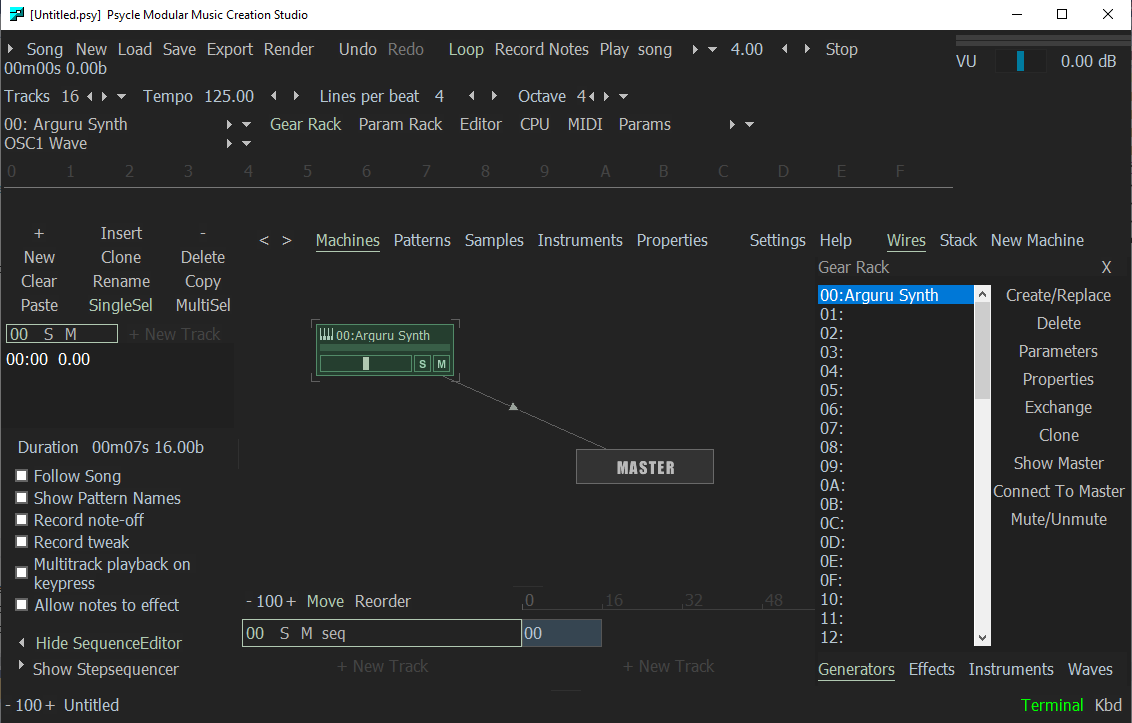 [Untitled.psy] Psycle Modular Music Creation Studio
Song New Load Save Export Render Undo Redo Loop Record Notes Play song 4.00 Stop
00m00s 0.00b
VU 0.00 dB
Tracks 16 Tempo 125.00 Lines per beat 4 Octave 4
00: Arguru Synth Gear Rack Param Rack Editor CPU MIDI Params
OSC1 Wave
0 1 2 3 4 5 6 7 8 9 A B C D E F
+ Insert -
New Clone Delete
Clear Rename Copy
Paste SingleSel MultiSel
< > Machines Patterns Samples Instruments Properties Settings Help Wires Stack New Machine
00 S M + New Track
00:00 0.00
Duration 00m07s 16.00b
Follow Song
Show Pattern Names
Record note-off
Record tweak
Multitrack playback on
keypress
Allow notes to effect
Hide SequenceEditor
Show Stepsequencer
00:Arguru Synth
S M
MASTER
- 100 + Move Reorder 0 16 32 48
00 S M seq 00
+ New Track + New Track
Gear Rack X
00:Arguru Synth
01:
02:
03:
04:
05:
06:
07:
08:
09:
0A:
0B:
0C:
0D:
0E:
0F:
10:
11:
12:
Create/Replace
Delete
Parameters
Properties
Exchange
Clone
Show Master
Connect To Master
Mute/Unmute
Generators Effects Instruments Waves
- 100 + Untitled Terminal Kbd